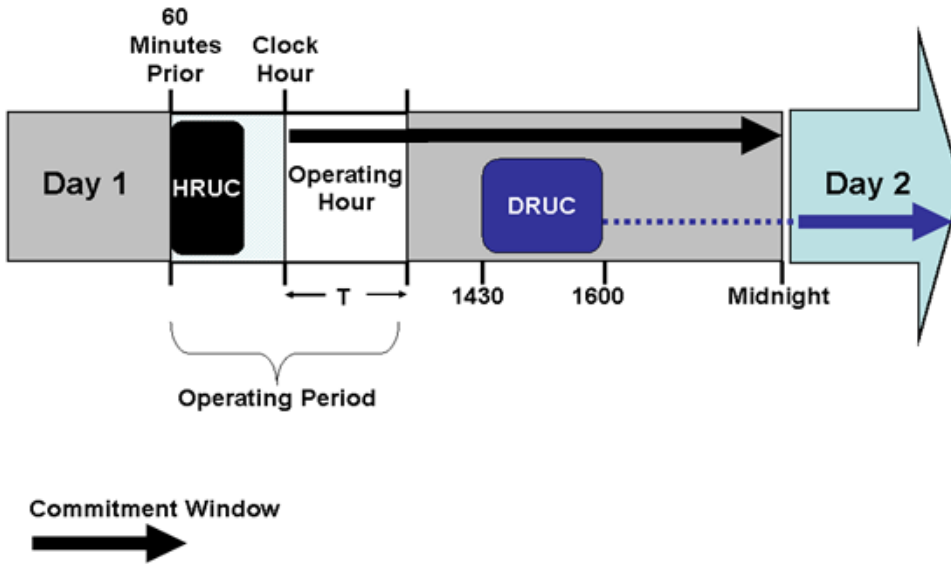 60
Minutes
Prior
Clock
Hour
Day 1
HRUC
Operating
Hour
DRUC
Day 2
T
1430
1600
Midnight
Operating Period
Commitment Window